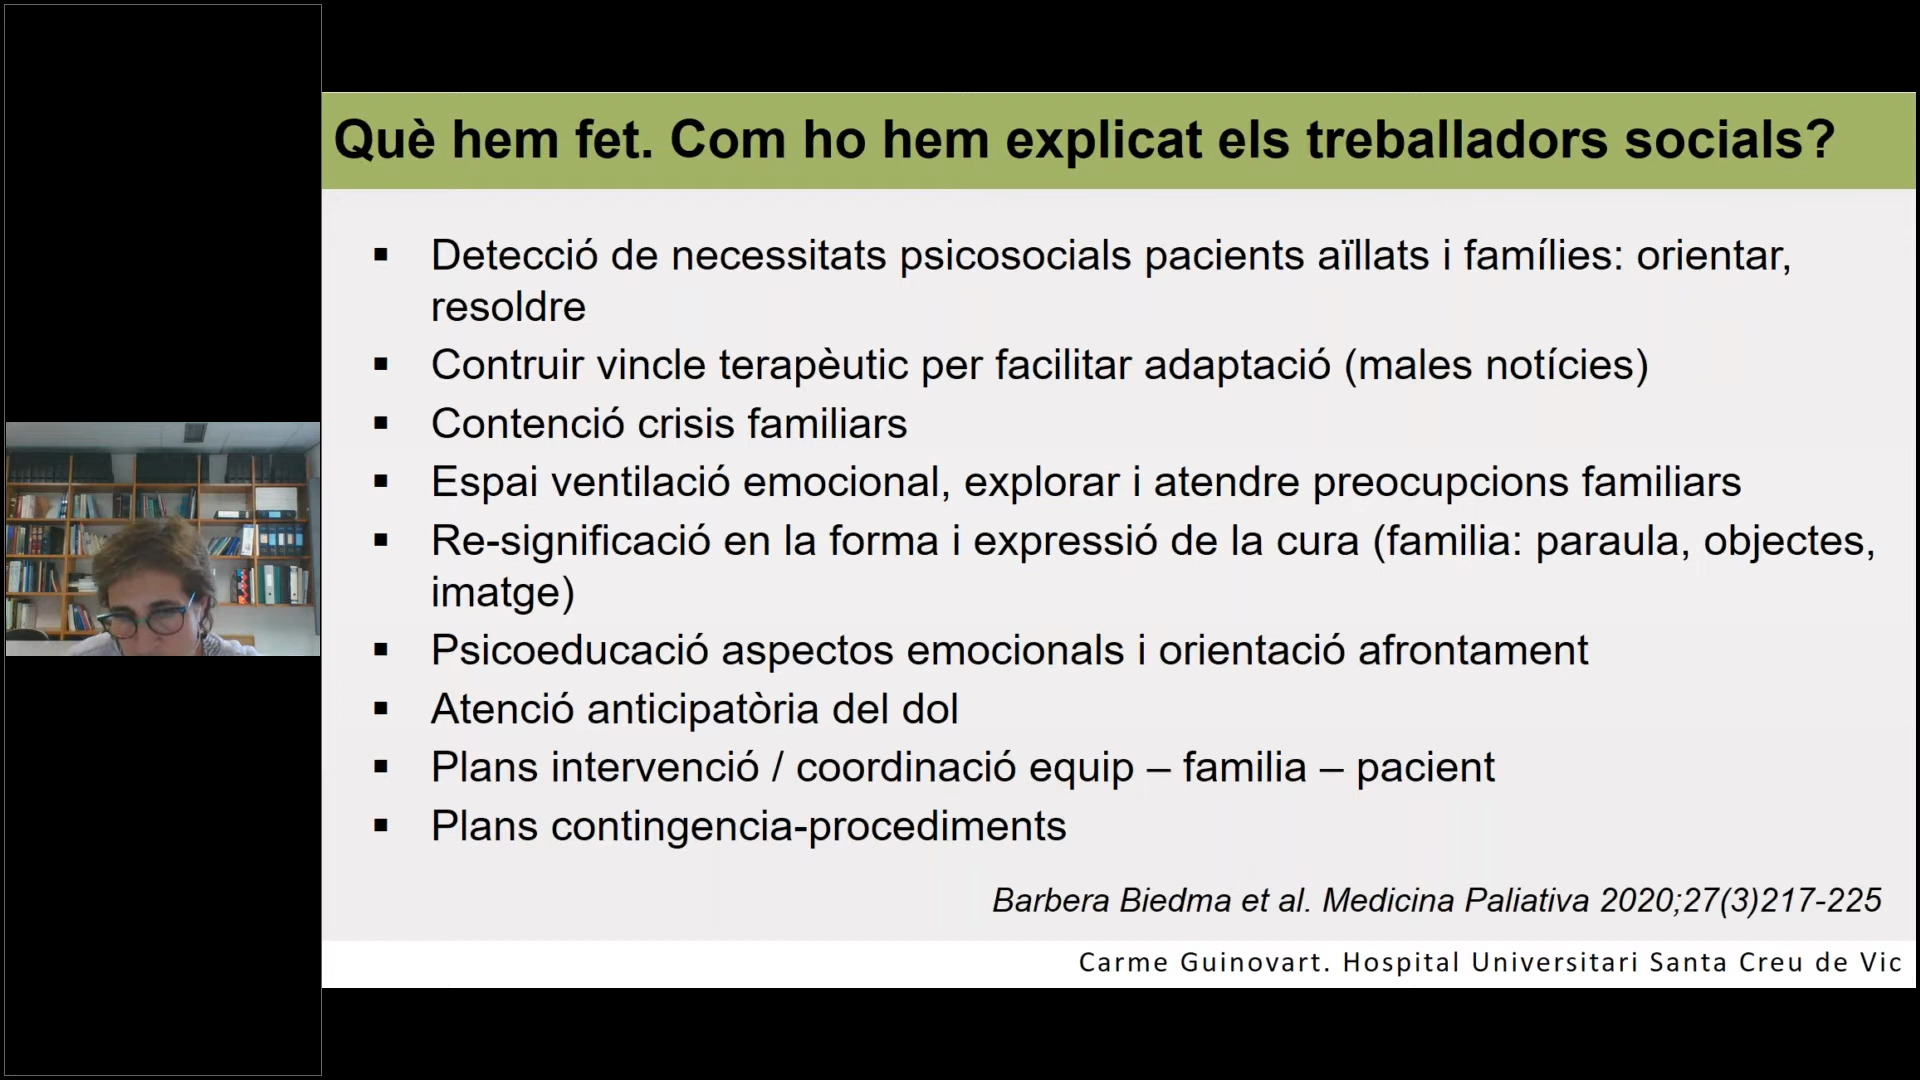 Què hem fet. Com ho hem explicat els treballadors socials?
▪ Detecció de necessitats psicosocials pacients aïllats i famílies: orientar,
resoldre
▪ Contruir vincle terapèutic per facilitar adaptació (males notícies)
▪ Contenció crisis familiars
▪ Espai ventilació emocional, explorar i atendre preocupcions familiars
▪ Re-significació en la forma i expressió de la cura (familia: paraula, objectes,
imatge)
▪ Psicoeducació aspectos emocionals i orientació afrontament
▪ Atenció anticipatòria del dol
▪ Plans intervenció / coordinació equip – familia – pacient
▪ Plans contingencia-procediments
Barbera Biedma et al. Medicina Paliativa 2020;27(3)217-225
Carme Guinovart. Hospital Universitari Santa Creu de Vic